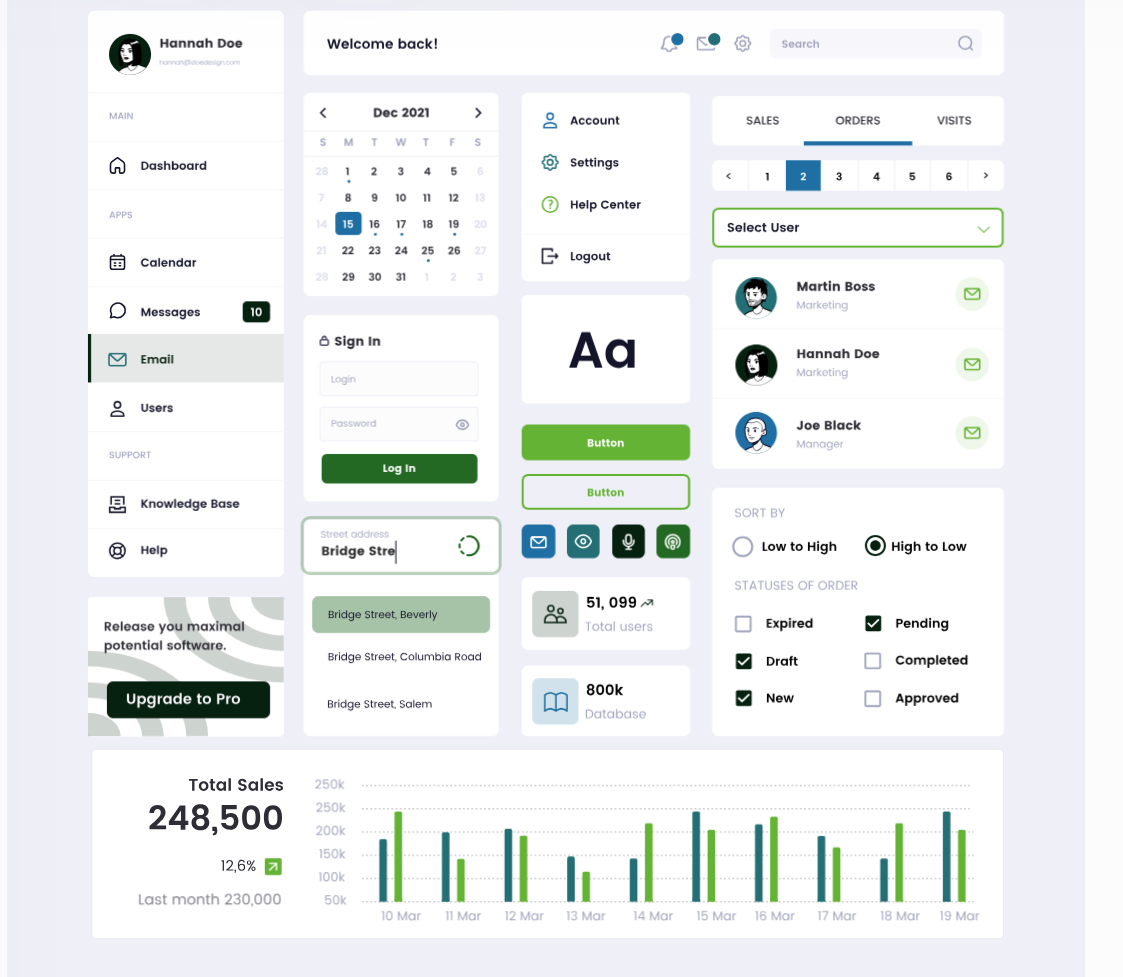 Hannah Doe
hannah@doedesign.com
MAIN
Dashboard
APPS
Calendar
Messages 10
Email
Users
SUPPORT
Knowledge Base
Help
Release you maximal
potential software.
Upgrade to Pro
Welcome back!
Search
Dec 2021
S M T W T F S
28 1 2 3 4 5 6
7 8 9 10 11 12 13
14 15 16 17 18 19 20
21 22 23 24 25 26 27
28 29 30 31 1 2 3
Sign In
Login
Password
Log In
Street address
Bridge Stre
Bridge Street, Beverly
Bridge Street, Columbia Road
Bridge Street, Salem
Account
Settings
Help Center
Logout
Aa
Button
Button
51, 099
Total users
800k
Database
SALES ORDERS VISITS
< 1 2 3 4 5 6 >
Select User
Martin Boss
Marketing
Hannah Doe
Marketing
Joe Black
Manager
SORT BY
Low to High High to Low
STATUSES OF ORDER
Expired Pending
Draft Completed
New Approved
Total Sales
248,500
12,6%
Last month 230,000
250k
250k
200k
150k
100k
50k
10 Mar 11 Mar 12 Mar 13 Mar 14 Mar 15 Mar 16 Mar 17 Mar 18 Mar 19 Mar